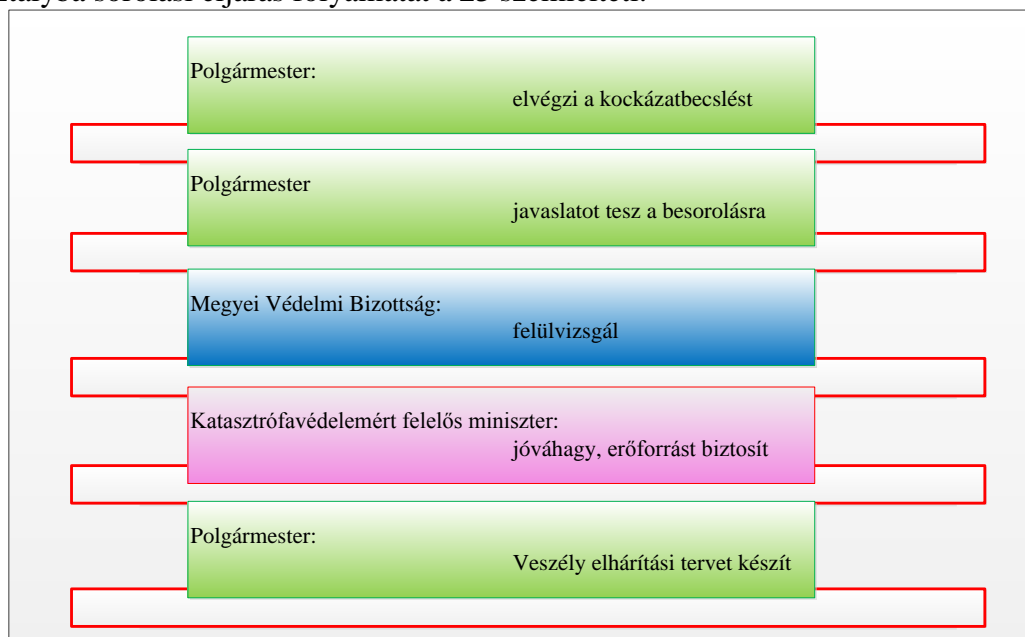 Polgármester:
elvégzi a kockázatbecslést
Polgármester
javaslatot tesz a besorolásra
Megyei Védelmi Bizottság:
felülvizsgál
Katasztrófavédelemért felelős miniszter:
jóváhagy, erőforrást biztosít
Polgármester:
Veszély elhárítási tervet készít